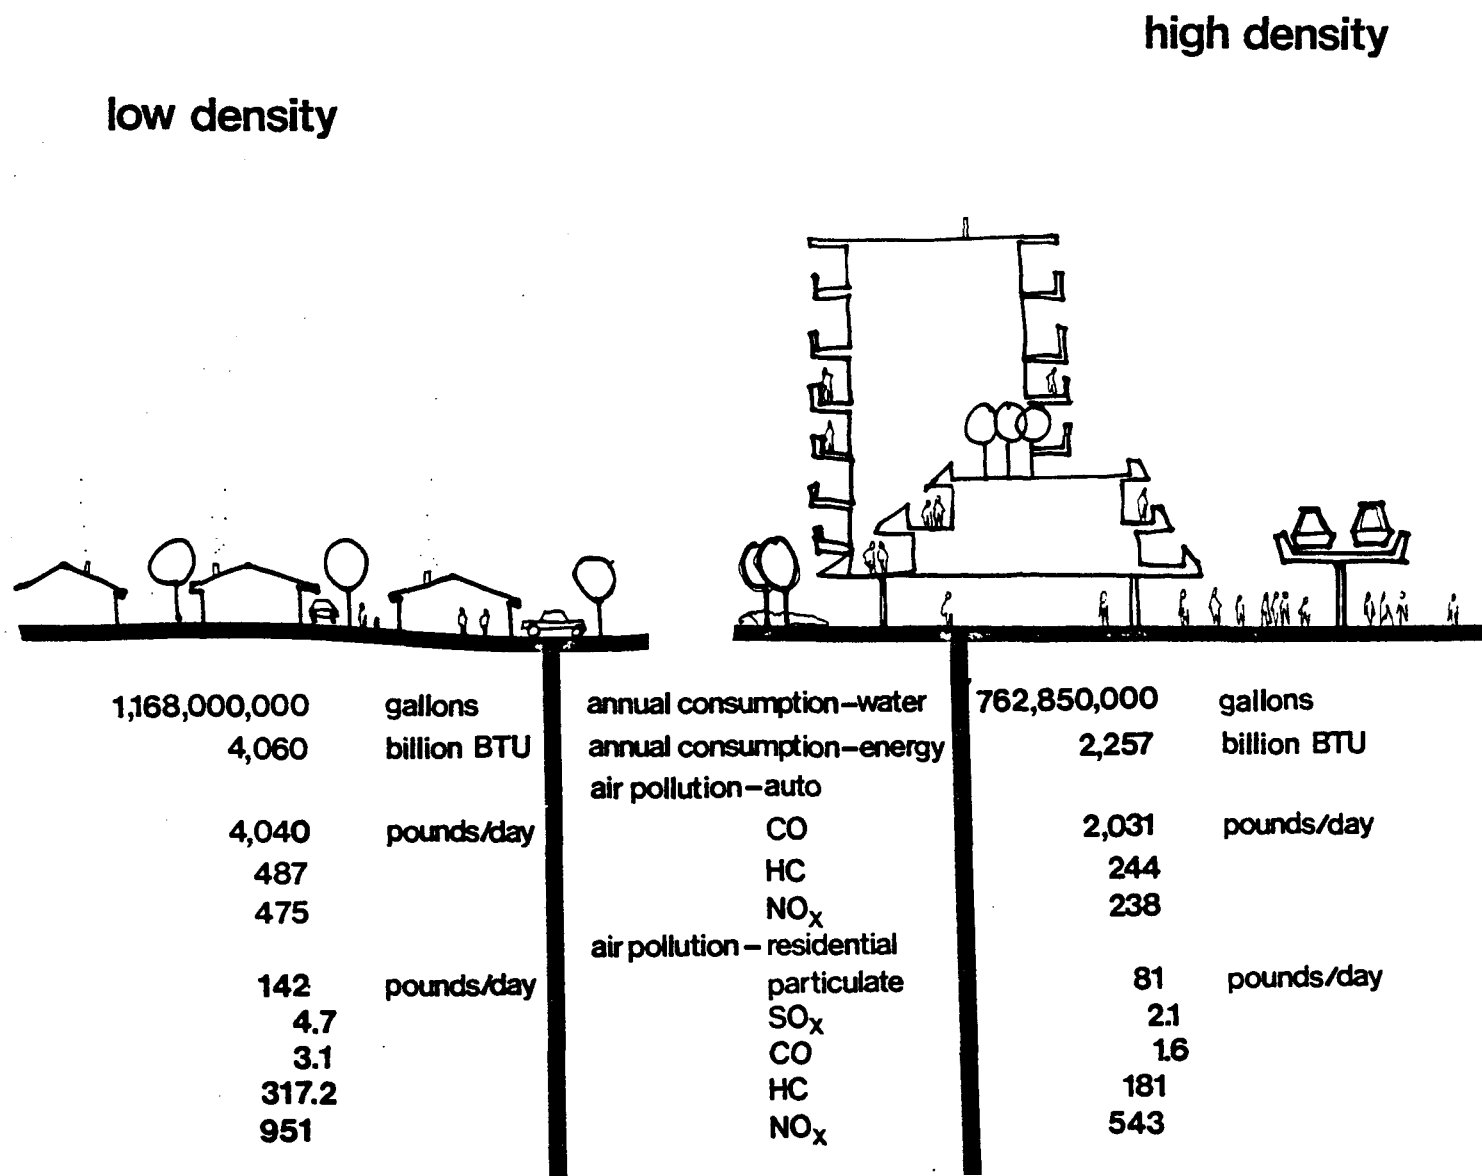 high density
low density
1,168,000,000 gallons annual consumption–water 762,850,000 gallons
4,060 billion BTU annual consumption–energy 2,257 billion BTU
air pollution–auto
4,040 pounds/day CO 2,031 pounds/day
487 HC 244
475 NOx 238
air pollution – residential
142 pounds/day particulate 81 pounds/day
4.7 SOx 2.1
3.1 CO 1.6
317.2 HC 181
951 NOx 543